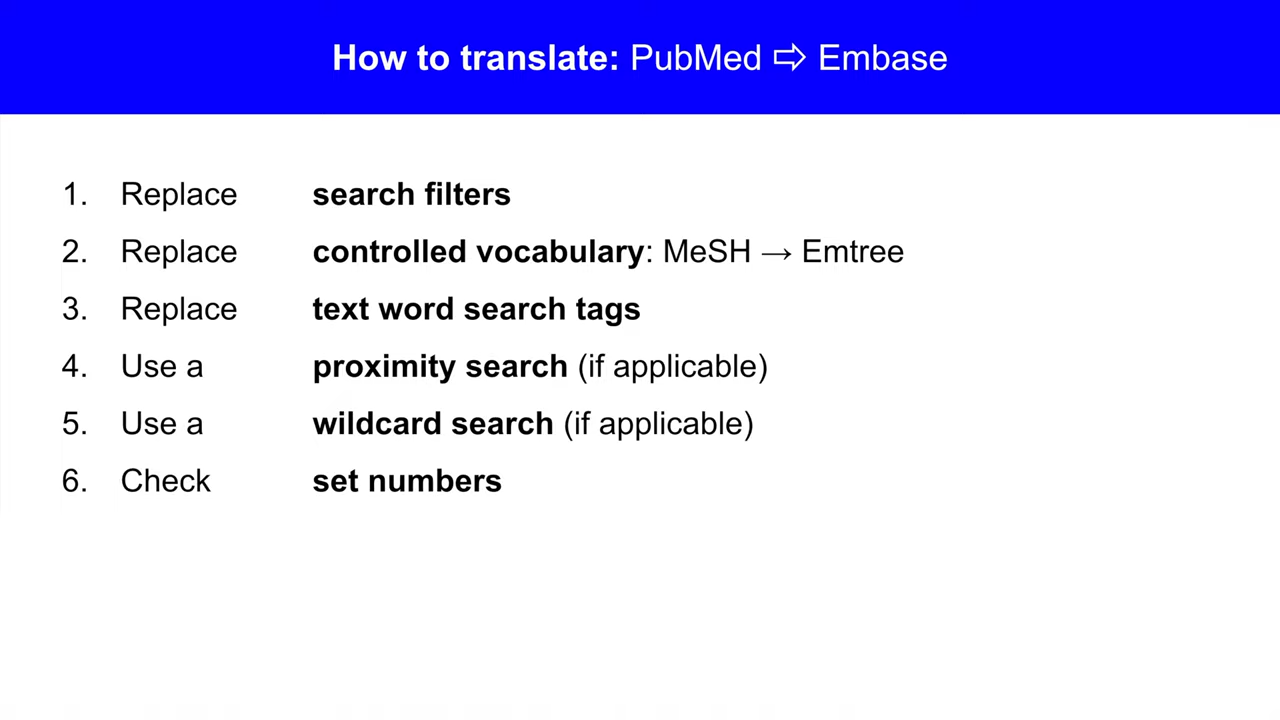 How to translate: PubMed ⇨ Embase
1. Replace search filters
2. Replace controlled vocabulary: MeSH → Emtree
3. Replace text word search tags
4. Use a proximity search (if applicable)
5. Use a wildcard search (if applicable)
6. Check set numbers